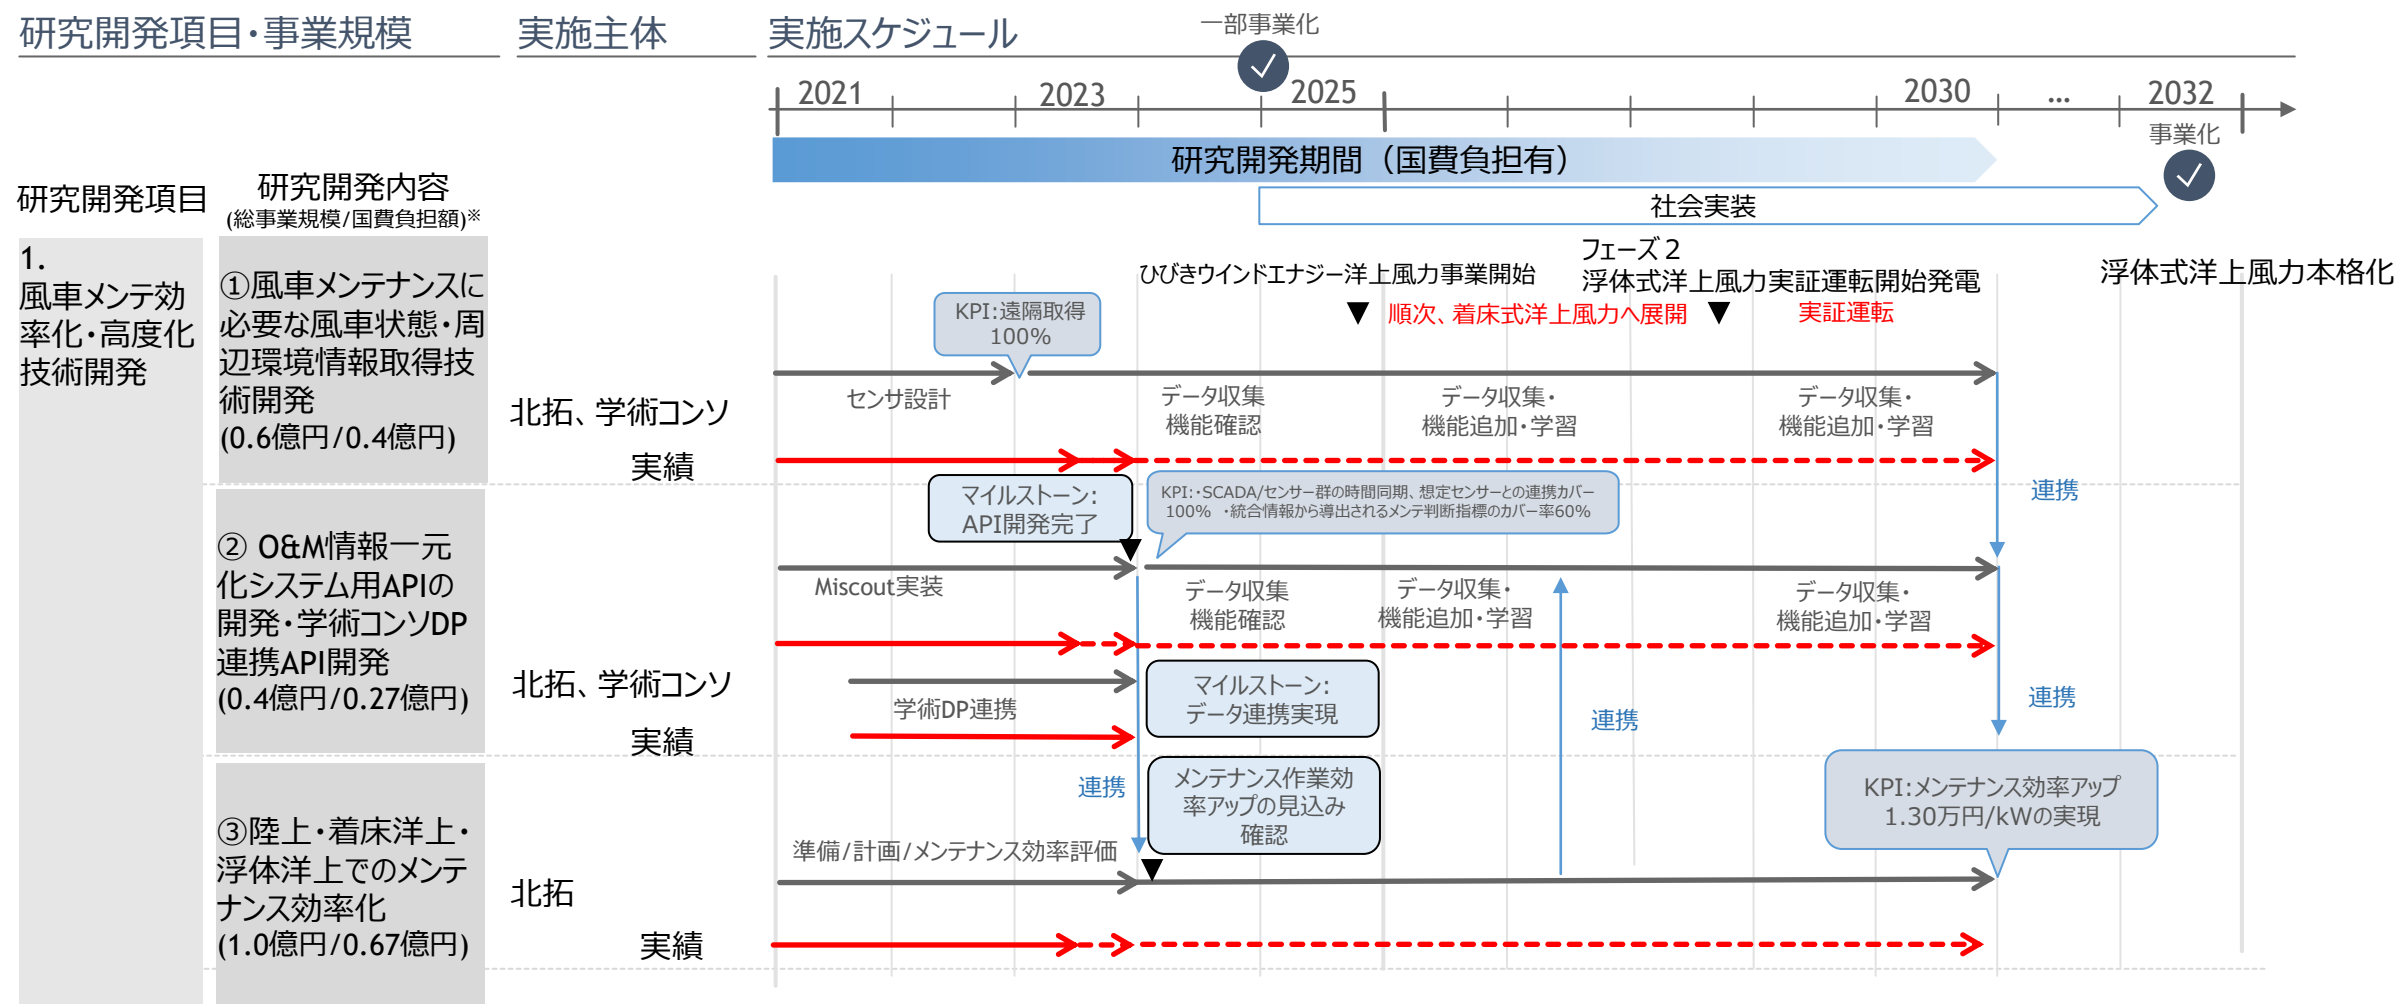 研究開発項目・事業規模
実施主体
実施スケジュール
一部事業化
2021
2023
2025
2030
...
2032
事業化
研究開発期間（国費負担有）
社会実装
研究開発項目
研究開発内容
(総事業規模/国費負担額)※
1.
風車メンテ効
率化・高度化
技術開発
①風車メンテナンスに
必要な風車状態・周
辺環境情報取得技
術開発
(0.6億円/0.4億円)
北拓、学術コンソ
実績
ひびきウインドエナジー洋上風力事業開始
▼
順次、着床式洋上風力へ展開
フェーズ２
浮体式洋上風力実証運転開始発電
▼
実証運転
浮体式洋上風力本格化
KPI:遠隔取得
100%
センサ設計
データ収集
機能確認
データ収集・
機能追加・学習
データ収集・
機能追加・学習
連携
② O&M情報一元
化システム用APIの
開発・学術コンソDP
連携API開発
(0.4億円/0.27億円)
北拓、学術コンソ
実績
マイルストーン:
API開発完了
KPI:・SCADA/センサー群の時間同期、想定センサーとの連携カバー
100%　・統合情報から導出されるメンテ判断指標のカバー率60%
Miscout実装
データ収集
機能確認
データ収集・
機能追加・学習
データ収集・
機能追加・学習
学術DP連携
マイルストーン:
データ連携実現
連携
連携
連携
③陸上・着床洋上・
浮体洋上でのメンテ
ナンス効率化
(1.0億円/0.67億円)
北拓
実績
準備/計画/メンテナンス効率評価
メンテナンス作業効
率アップの見込み
確認
KPI:メンテナンス効率アップ
1.30万円/kWの実現